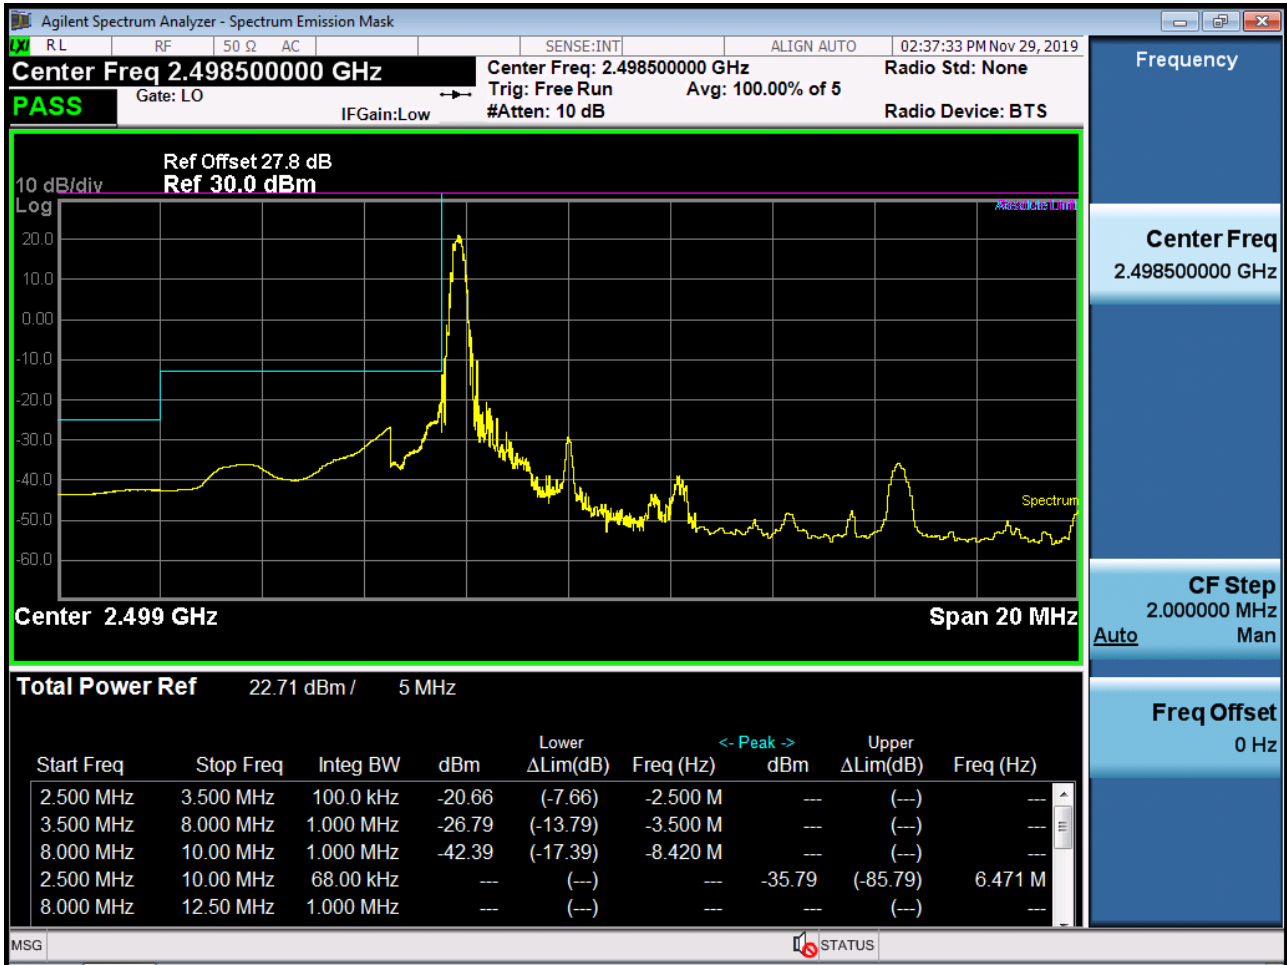 Agilent Spectrum Analyzer - Spectrum Emission Mask
LXI RL RF 50 Ω AC SENSE:INT ALIGN AUTO 02:37:33 PM Nov 29, 2019
Center Freq 2.498500000 GHz
PASS
Gate: LO
IFGain:Low
Center Freq: 2.498500000 GHz
Trig: Free Run Avg: 100.00% of 5
#Atten: 10 dB
Radio Std: None
Radio Device: BTS
Ref Offset 27.8 dB
10 dB/div Ref 30.0 dBm
Log
20.0
10.0
0.00
-10.0
-20.0
-30.0
-40.0
-50.0
-60.0
Spectrum
Center 2.499 GHz Span 20 MHz
Total Power Ref 22.71 dBm / 5 MHz
Lower <- Peak -> Upper
Start Freq Stop Freq Integ BW dBm ΔLim(dB) Freq (Hz) dBm ΔLim(dB) Freq (Hz)
2.500 MHz 3.500 MHz 100.0 kHz -20.66 (-7.66) -2.500 M --- (---) ---
3.500 MHz 8.000 MHz 1.000 MHz -26.79 (-13.79) -3.500 M --- (---) ---
8.000 MHz 10.00 MHz 1.000 MHz -42.39 (-17.39) -8.420 M --- (---) ---
2.500 MHz 10.00 MHz 68.00 kHz --- (---) --- -35.79 (-85.79) 6.471 M
8.000 MHz 12.50 MHz 1.000 MHz --- (---) --- --- (---) ---
MSG STATUS
Frequency
Center Freq
2.498500000 GHz
CF Step
2.000000 MHz
Auto Man
Freq Offset
0 Hz